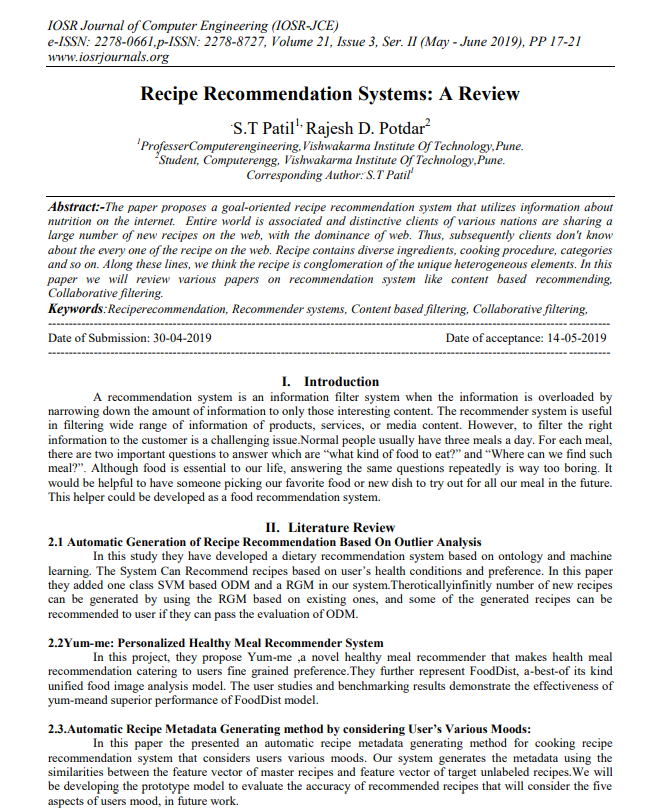 IOSR Journal of Computer Engineering (IOSR-JCE)
e-ISSN: 2278-0661,p-ISSN: 2278-8727, Volume 21, Issue 3, Ser. II (May - June 2019), PP 17-21
www.iosrjournals.org
Recipe Recommendation Systems: A Review
.S.T Patil1, Rajesh D. Potdar2
1ProfesserComputerengineering,Vishwakarma Institute Of Technology,Pune.
2Student, Computerengg, Vishwakarma Institute Of Technology,Pune.
Corresponding Author: S.T Patil1
Abstract:-The paper proposes a goal-oriented recipe recommendation system that utilizes information about
nutrition on the internet. Entire world is associated and distinctive clients of various nations are sharing a
large number of new recipes on the web, with the dominance of web. Thus, subsequently clients don't know
about the every one of the recipe on the web. Recipe contains diverse ingredients, cooking procedure, categories
and so on. Along these lines, we think the recipe is conglomeration of the unique heterogeneous elements. In this
paper we will review various papers on recommendation system like content based recommending,
Collaborative filtering.
Keywords:Reciperecommendation, Recommender systems, Content based filtering, Collaborative filtering,
---------------------------------------------------------------------------------------------------------------------------------------
Date of Submission: 30-04-2019 Date of acceptance: 14-05-2019
---------------------------------------------------------------------------------------------------------------------------------------
I. Introduction
A recommendation system is an information filter system when the information is overloaded by
narrowing down the amount of information to only those interesting content. The recommender system is useful
in filtering wide range of information of products, services, or media content. However, to filter the right
information to the customer is a challenging issue.Normal people usually have three meals a day. For each meal,
there are two important questions to answer which are “what kind of food to eat?” and “Where can we find such
meal?”. Although food is essential to our life, answering the same questions repeatedly is way too boring. It
would be helpful to have someone picking our favorite food or new dish to try out for all our meal in the future.
This helper could be developed as a food recommendation system.
II. Literature Review
2.1 Automatic Generation of Recipe Recommendation Based On Outlier Analysis
In this study they have developed a dietary recommendation system based on ontology and machine
learning. The System Can Recommend recipes based on user’s health conditions and preference. In this paper
they added one class SVM based ODM and a RGM in our system.Theroticallyinfinitly number of new recipes
can be generated by using the RGM based on existing ones, and some of the generated recipes can be
recommended to user if they can pass the evaluation of ODM.
2.2Yum-me: Personalized Healthy Meal Recommender System
In this project, they propose Yum-me ,a novel healthy meal recommender that makes health meal
recommendation catering to users fine grained preference.They further represent FoodDist, a-best-of its kind
unified food image analysis model. The user studies and benchmarking results demonstrate the effectiveness of
yum-meand superior performance of FoodDist model.
2.3.Automatic Recipe Metadata Generating method by considering User’s Various Moods:
In this paper the presented an automatic recipe metadata generating method for cooking recipe
recommendation system that considers users various moods. Our system generates the metadata using the
similarities between the feature vector of master recipes and feature vector of target unlabeled recipes.We will
be developing the prototype model to evaluate the accuracy of recommended recipes that will consider the five
aspects of users mood, in future work.